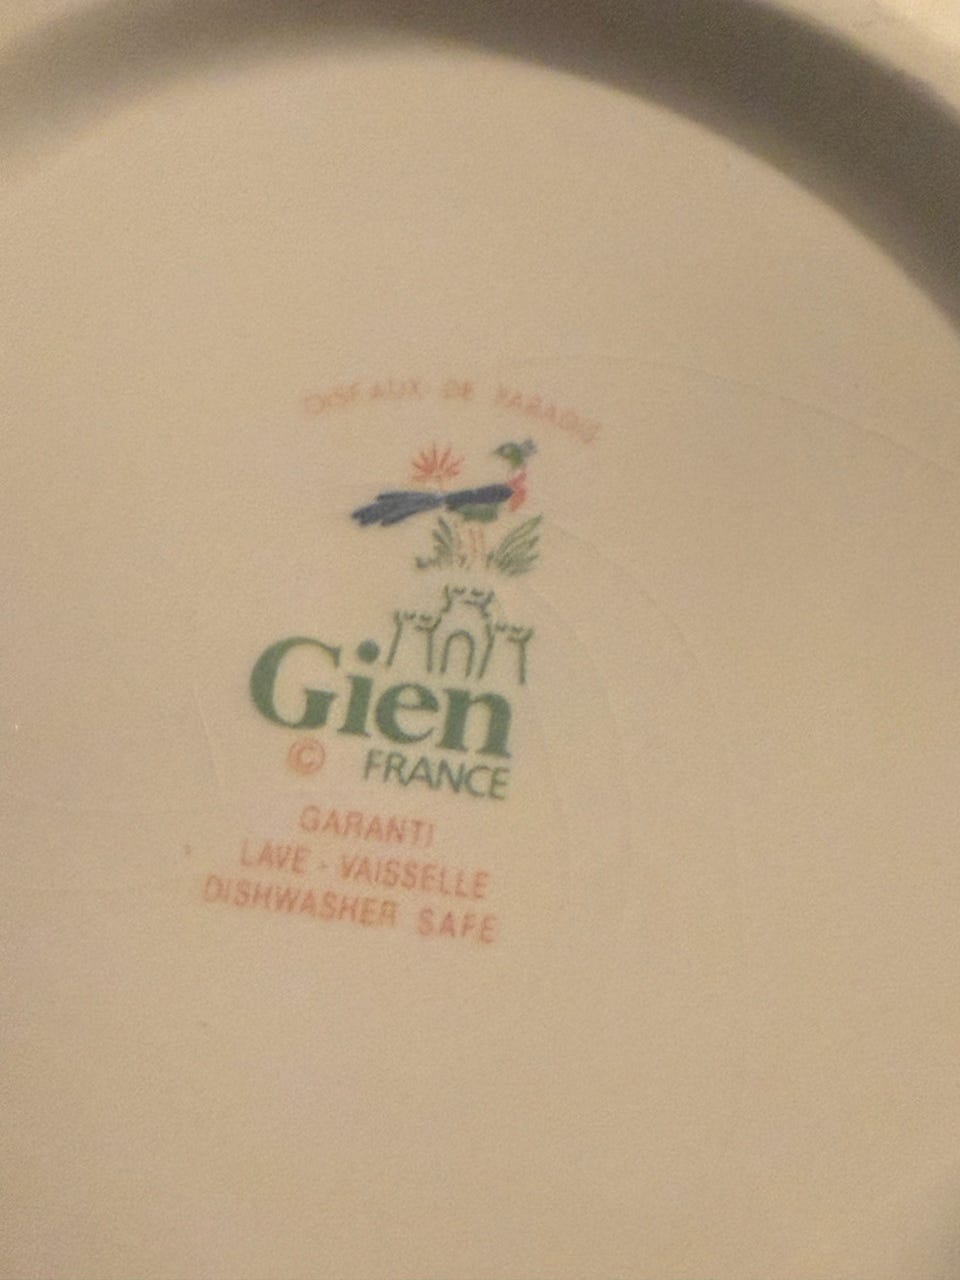 OISEAUX DE PARADIS
Gien
© FRANCE
GARANTI
LAVE - VAISSELLE
DISHWASHER SAFE